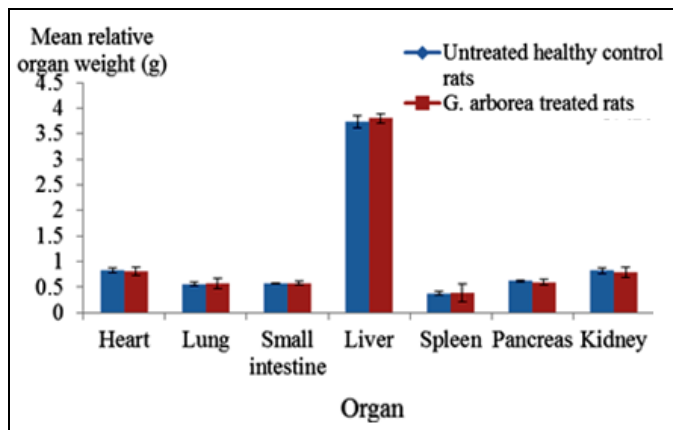 Mean relative
organ weight (g)
Untreated healthy control
rats
G. arborea treated rats
4.5
4
3.5
3
2.5
2
1.5
1
0.5
0
Heart Lung Small Liver Spleen Pancreas Kidney
intestine
Organ